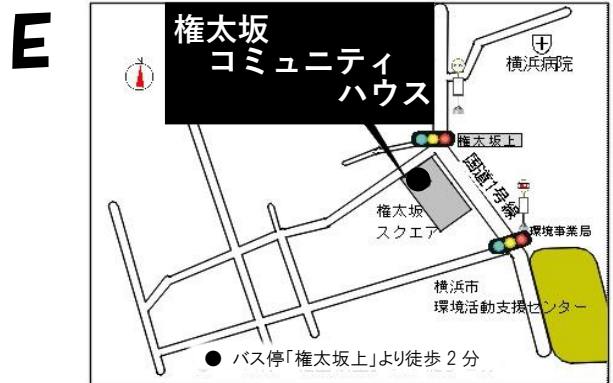 E
権太坂
コミュニティ
ハウス
横浜病院
権太坂上
国道1号線
権太坂
スクエア
環境事業局
横浜市
環境活動支援センター
● バス停「権太坂上」より徒歩2分